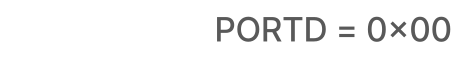 PORTD = 0×00